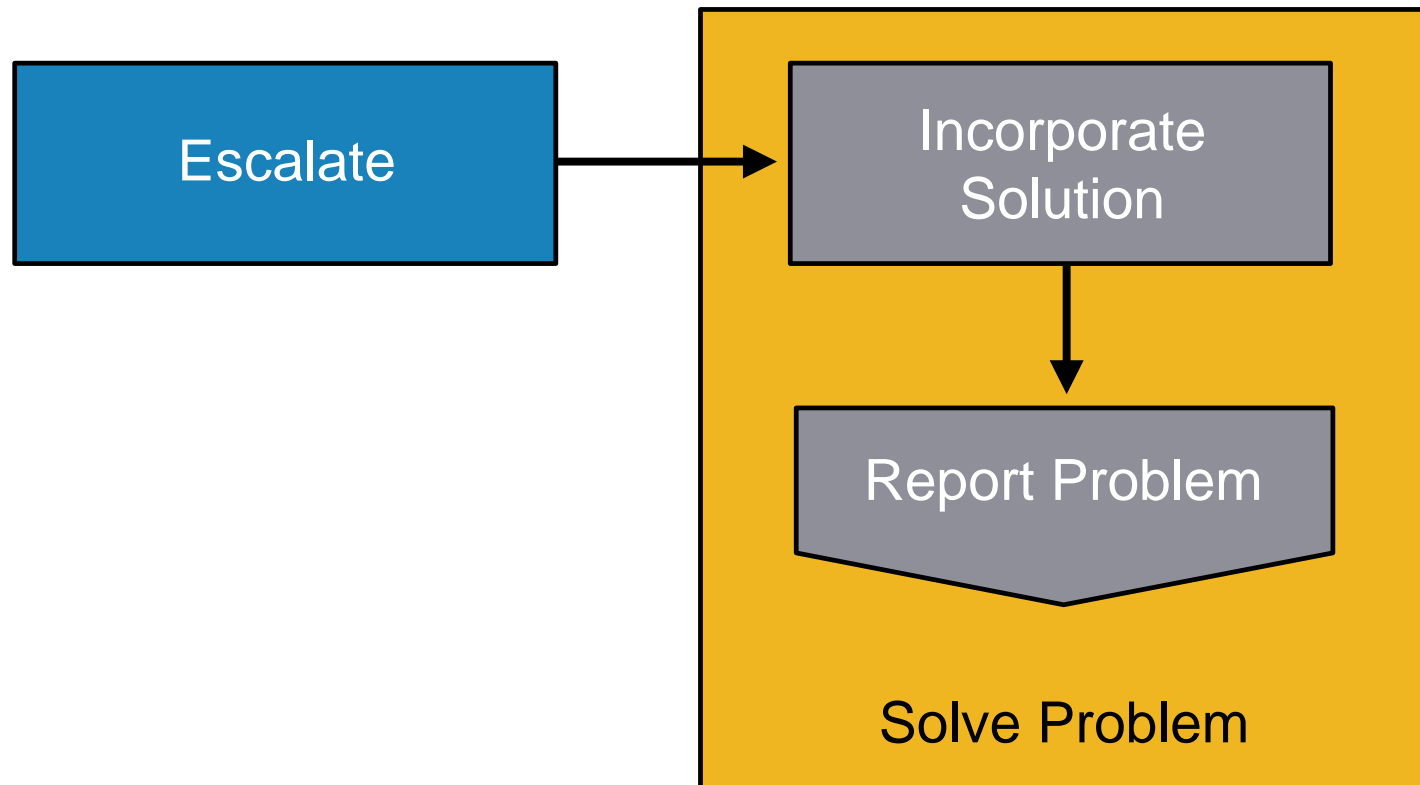 Escalate
Incorporate
Solution
Report Problem
Solve Problem